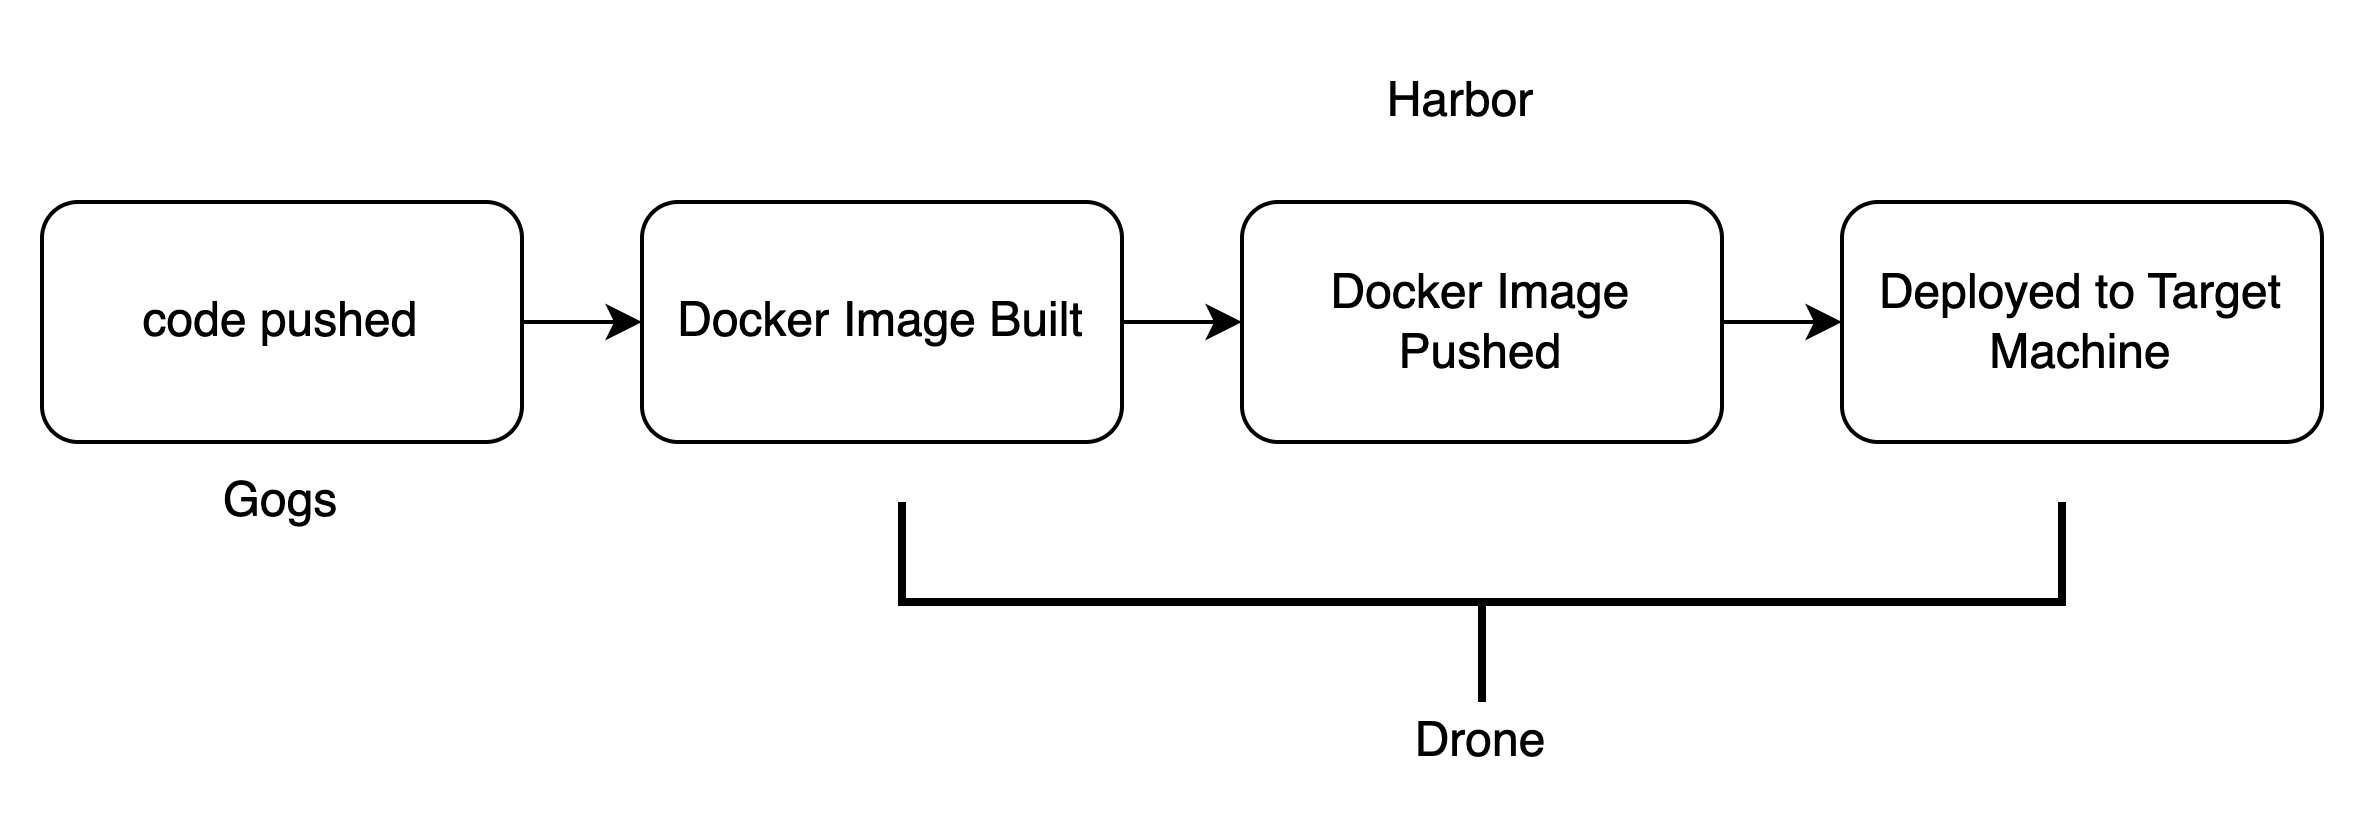 Harbor
code pushed
Docker Image Built
Docker Image
Pushed
Deployed to Target
Machine
Gogs
Drone